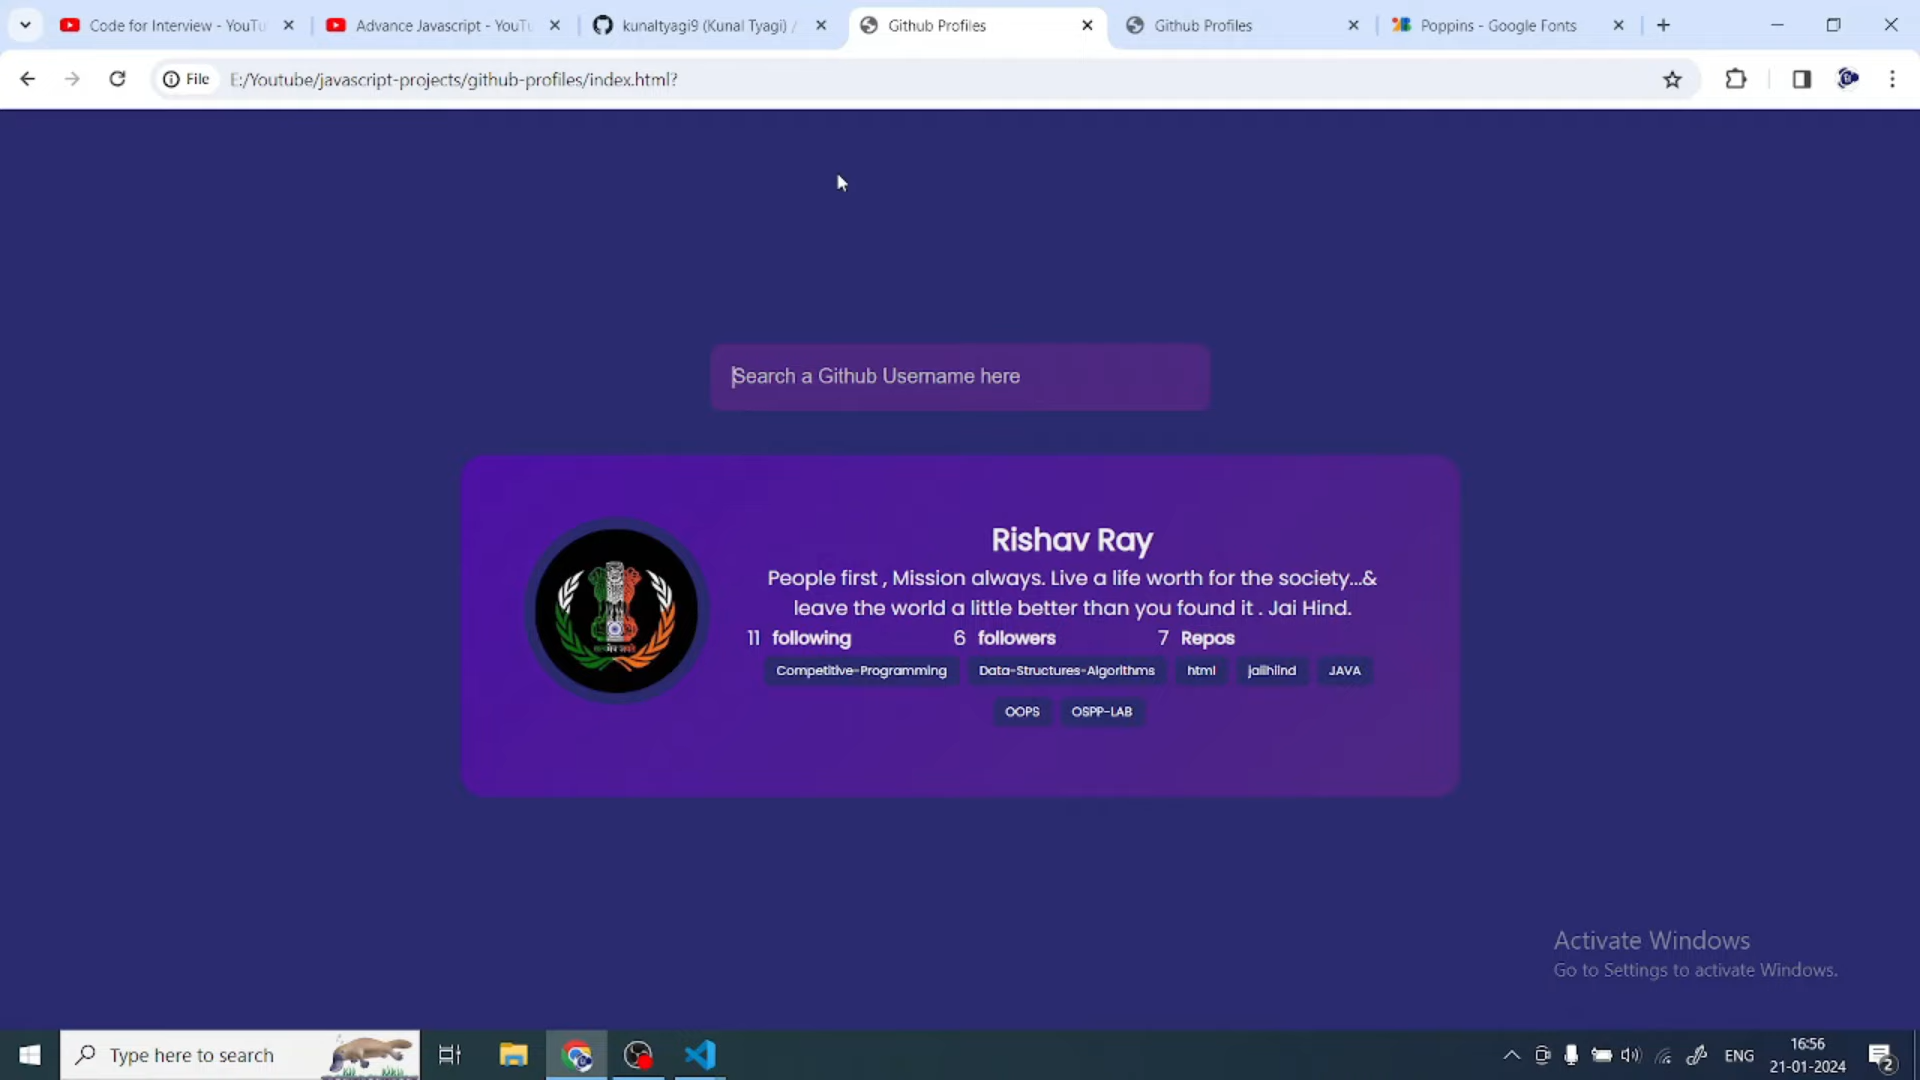 Code for Interview - YouTu
Advance Javascript - YouTu
kunaltyagi9 (Kunal Tyagi) /
Github Profiles
Github Profiles
Poppins - Google Fonts
File
E:/Youtube/javascript-projects/github-profiles/index.html?
Search a Github Username here
Rishav Ray
People first , Mission always. Live a life worth for the society...&
leave the world a little better than you found it . Jai Hind.
11 following 6 followers 7 Repos
Competitive-Programming Data-Structures-Algorithms html jaiihiind JAVA
OOPS OSPP-LAB
Activate Windows
Go to Settings to activate Windows.
Type here to search
ENG
16:56
21-01-2024
2